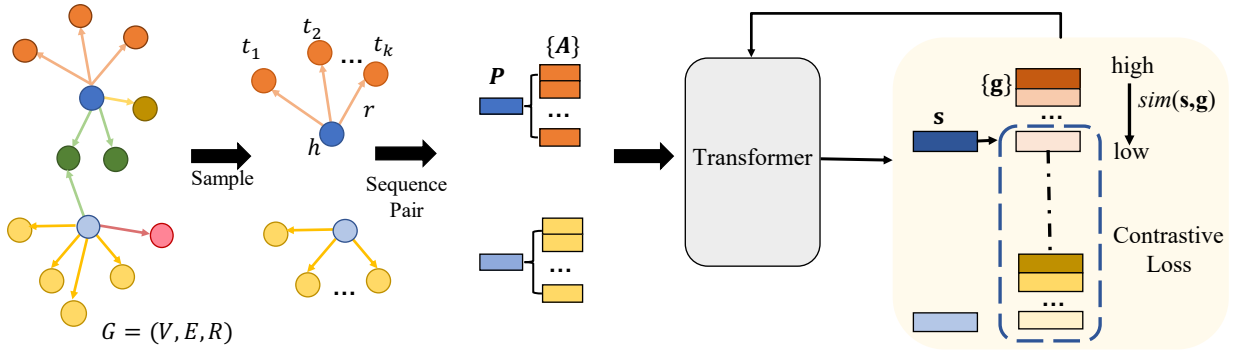 G = (V, E, R)
Sample
t₁
t₂
...
tₖ
r
h
...
Sequence
Pair
P
{A}
...
...
Transformer
s
{g}
...
high
sim(s,g)
low
Contrastive
Loss
...